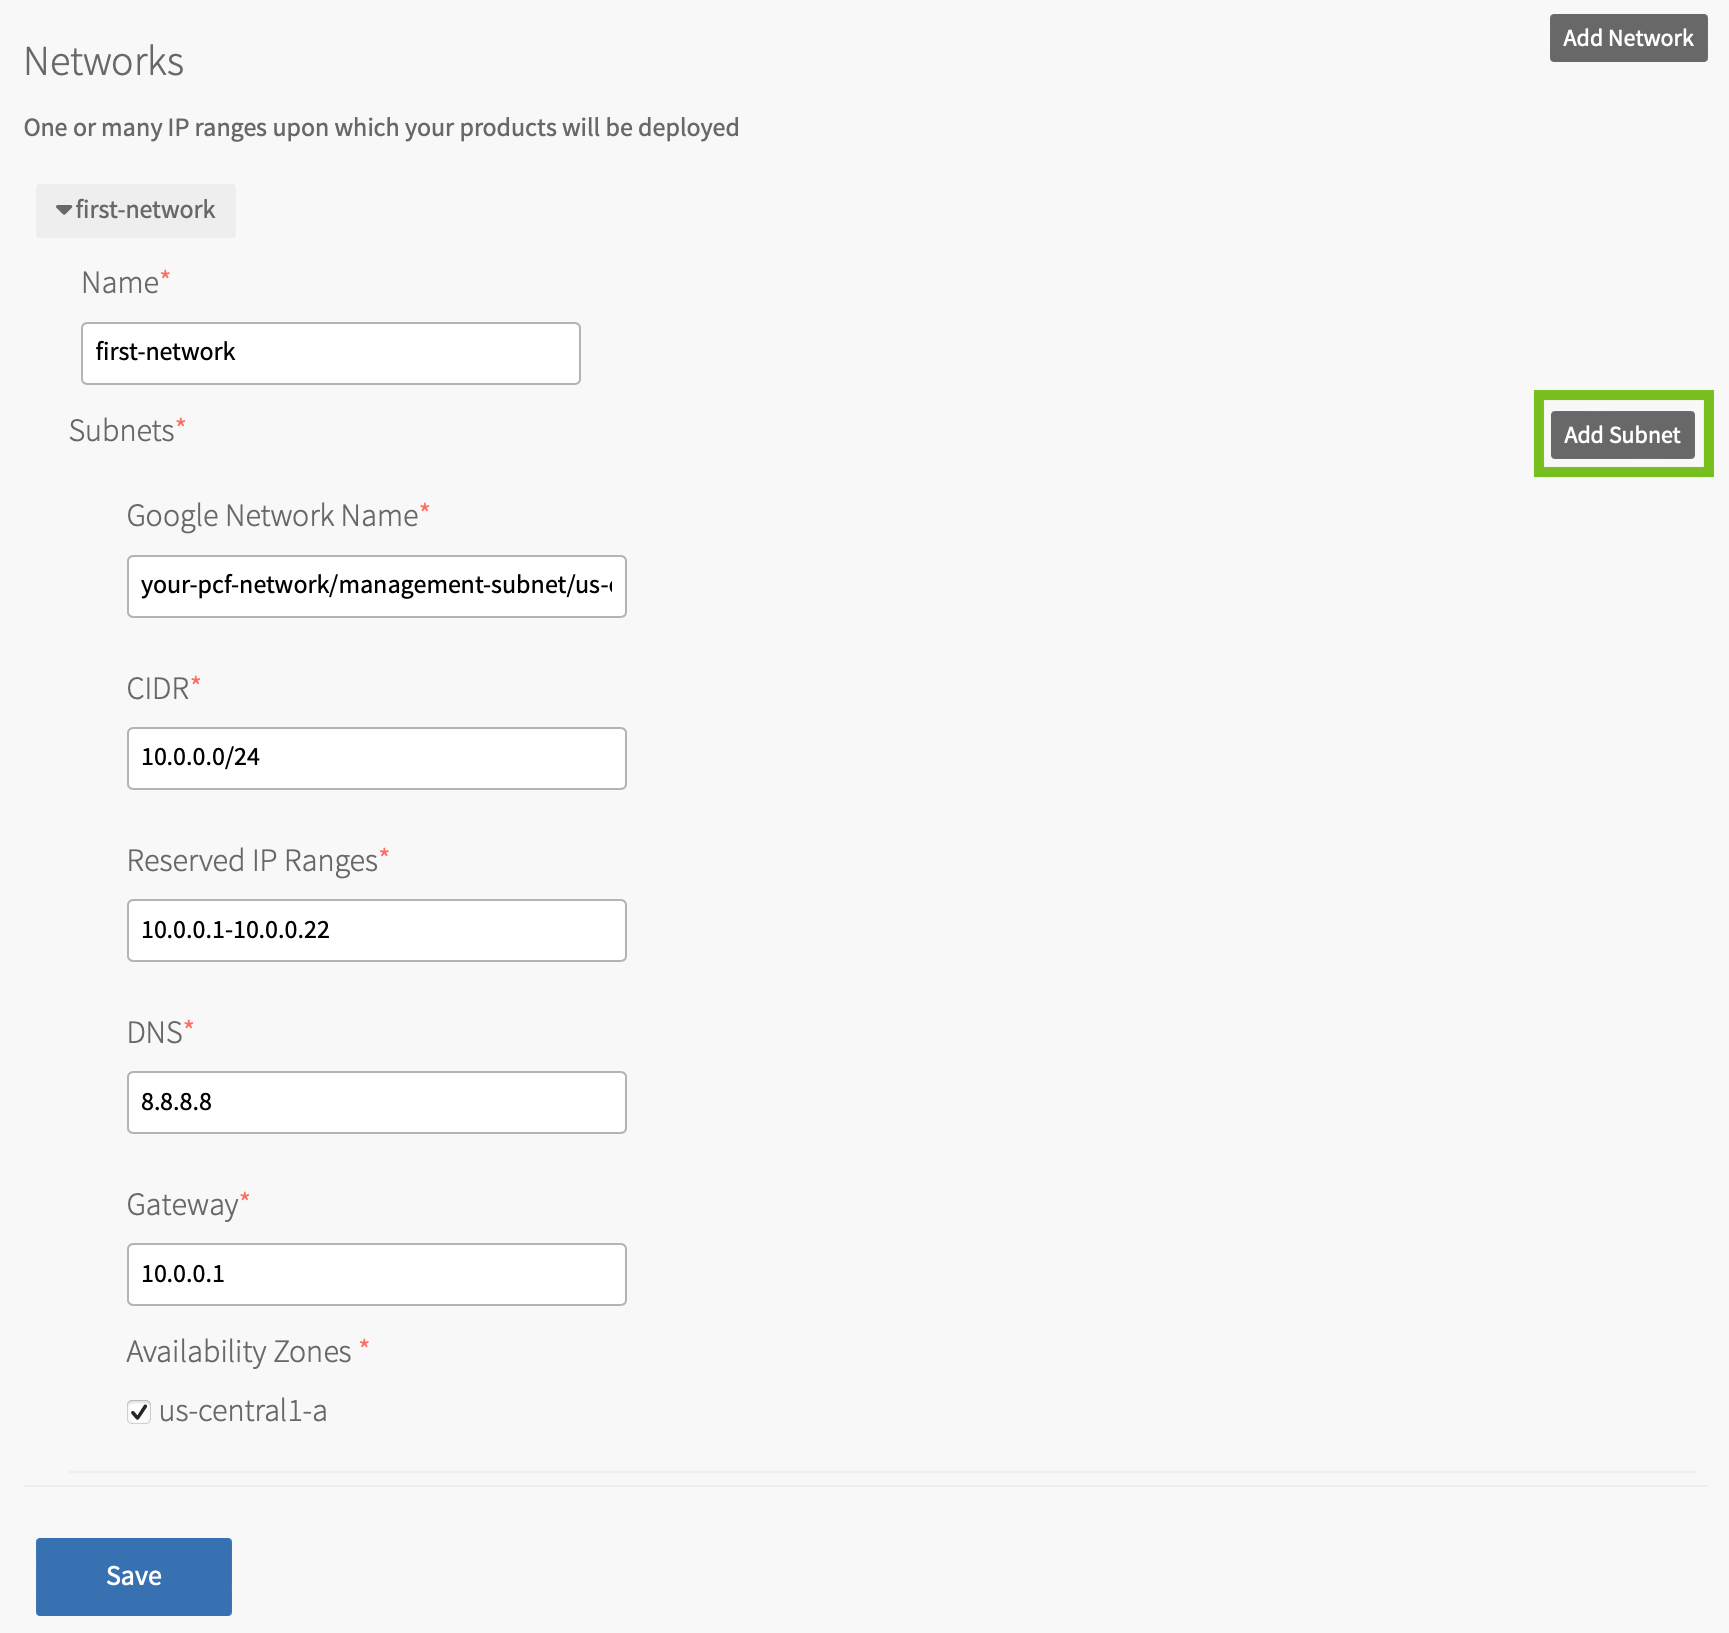 Add Network
Networks
One or many IP ranges upon which your products will be deployed
first-network
Name*
first-network
Subnets*
Add Subnet
Google Network Name*
your-pcf-network/management-subnet/us-
CIDR*
10.0.0.0/24
Reserved IP Ranges*
10.0.0.1-10.0.0.22
DNS*
8.8.8.8
Gateway*
10.0.0.1
Availability Zones *
us-central1-a
Save